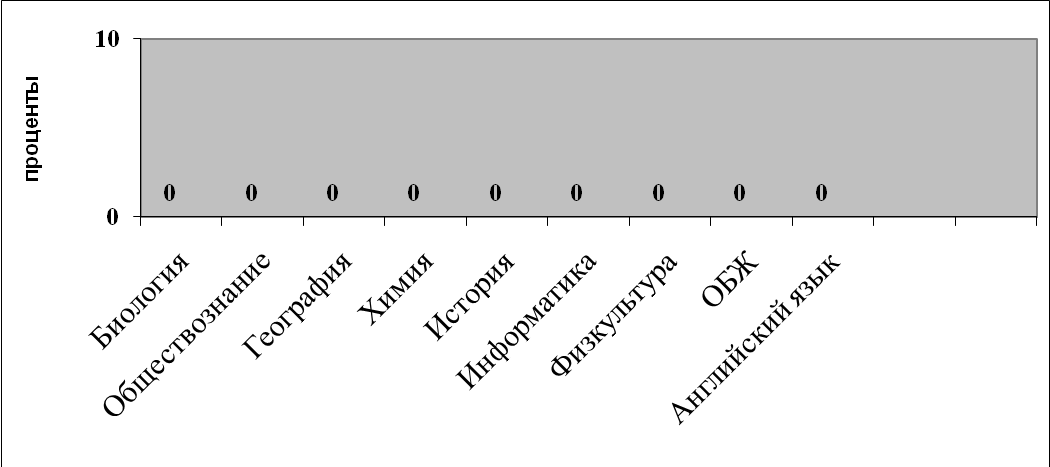 10
проценты
0 0 0 0 0 0 0 0 0
0
Биология
Обществознание
География
Химия
История
Информатика
Физкультура
ОБЖ
Английский язык